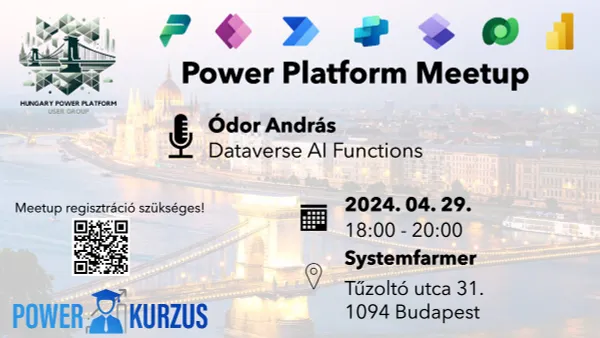 Power Platform Meetup
HUNGARY POWER PLATFORM
USER GROUP
Ódor András
Dataverse AI Functions
Meetup regisztráció szükséges!
2024. 04. 29.
18:00 - 20:00
Systemfarmer
Tűzoltó utca 31.
1094 Budapest
POWER KURZUS